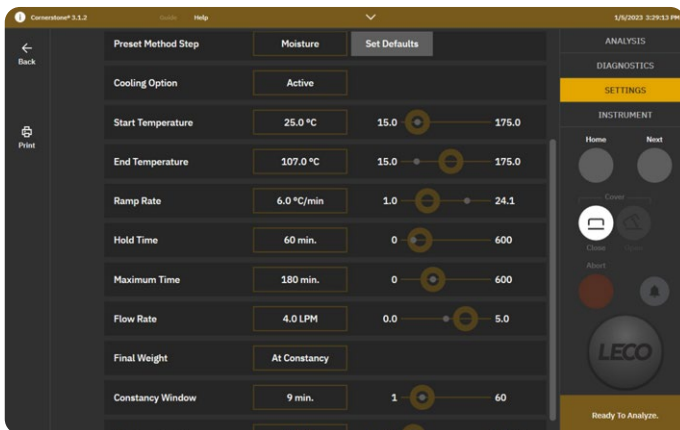 Cornerstone® 3.1.2 Guide Help 1/5/2023 3:29:13 PM
Back
Print
Preset Method Step Moisture Set Defaults
Cooling Option Active
Start Temperature 25.0 °C 15.0 175.0
End Temperature 107.0 °C 15.0 175.0
Ramp Rate 6.0 °C/min 1.0 24.1
Hold Time 60 min. 0 600
Maximum Time 180 min. 0 600
Flow Rate 4.0 LPM 0.0 5.0
Final Weight At Constancy
Constancy Window 9 min. 1 60
ANALYSIS
DIAGNOSTICS
SETTINGS
INSTRUMENT
Home Next
Cover
Close Open
Abort
LECO
Ready To Analyze.